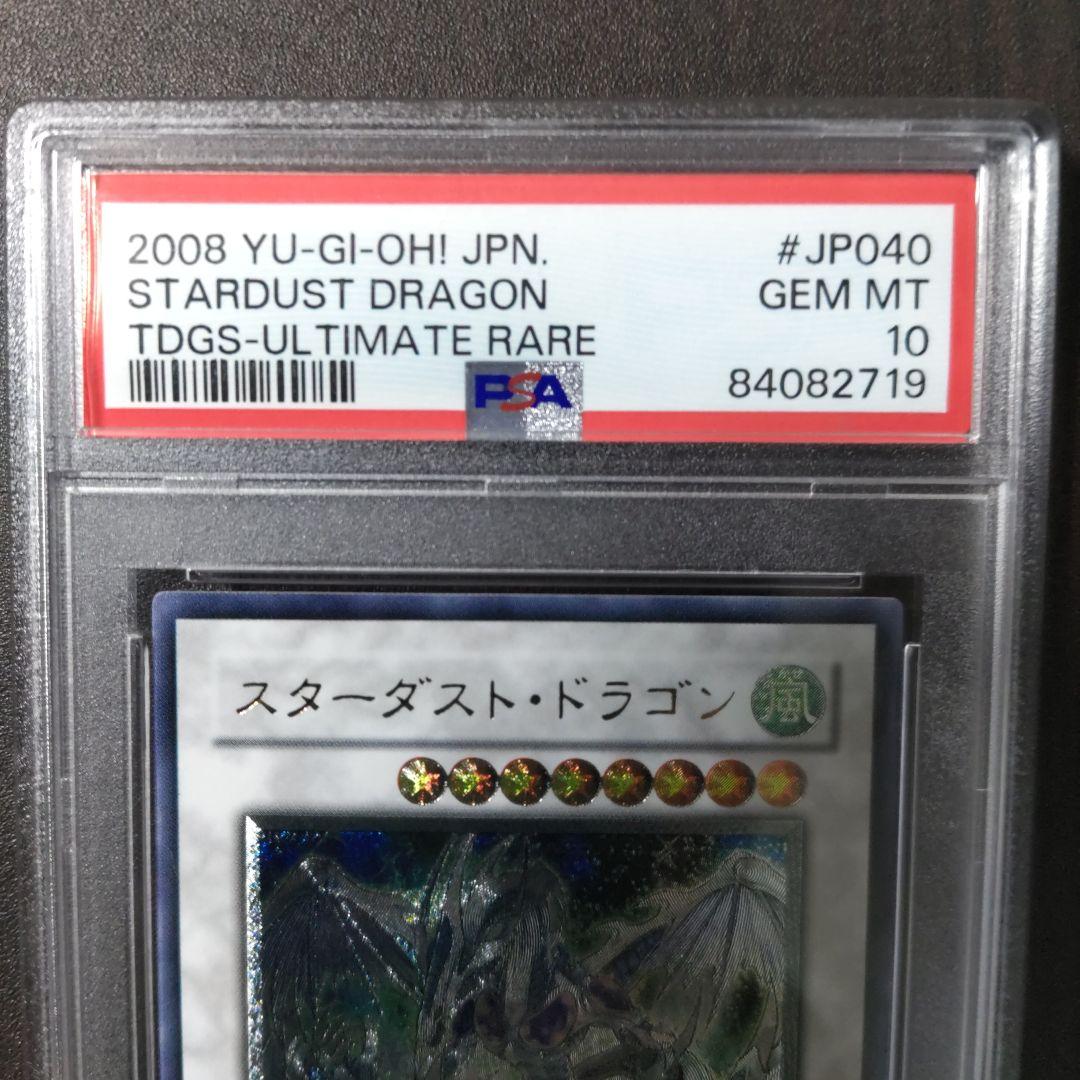 2008 YU-GI-OH! JPN. #JP040
STARDUST DRAGON GEM MT
TDGS-ULTIMATE RARE 10
PSA 84082719
スターダスト・ドラゴン 風